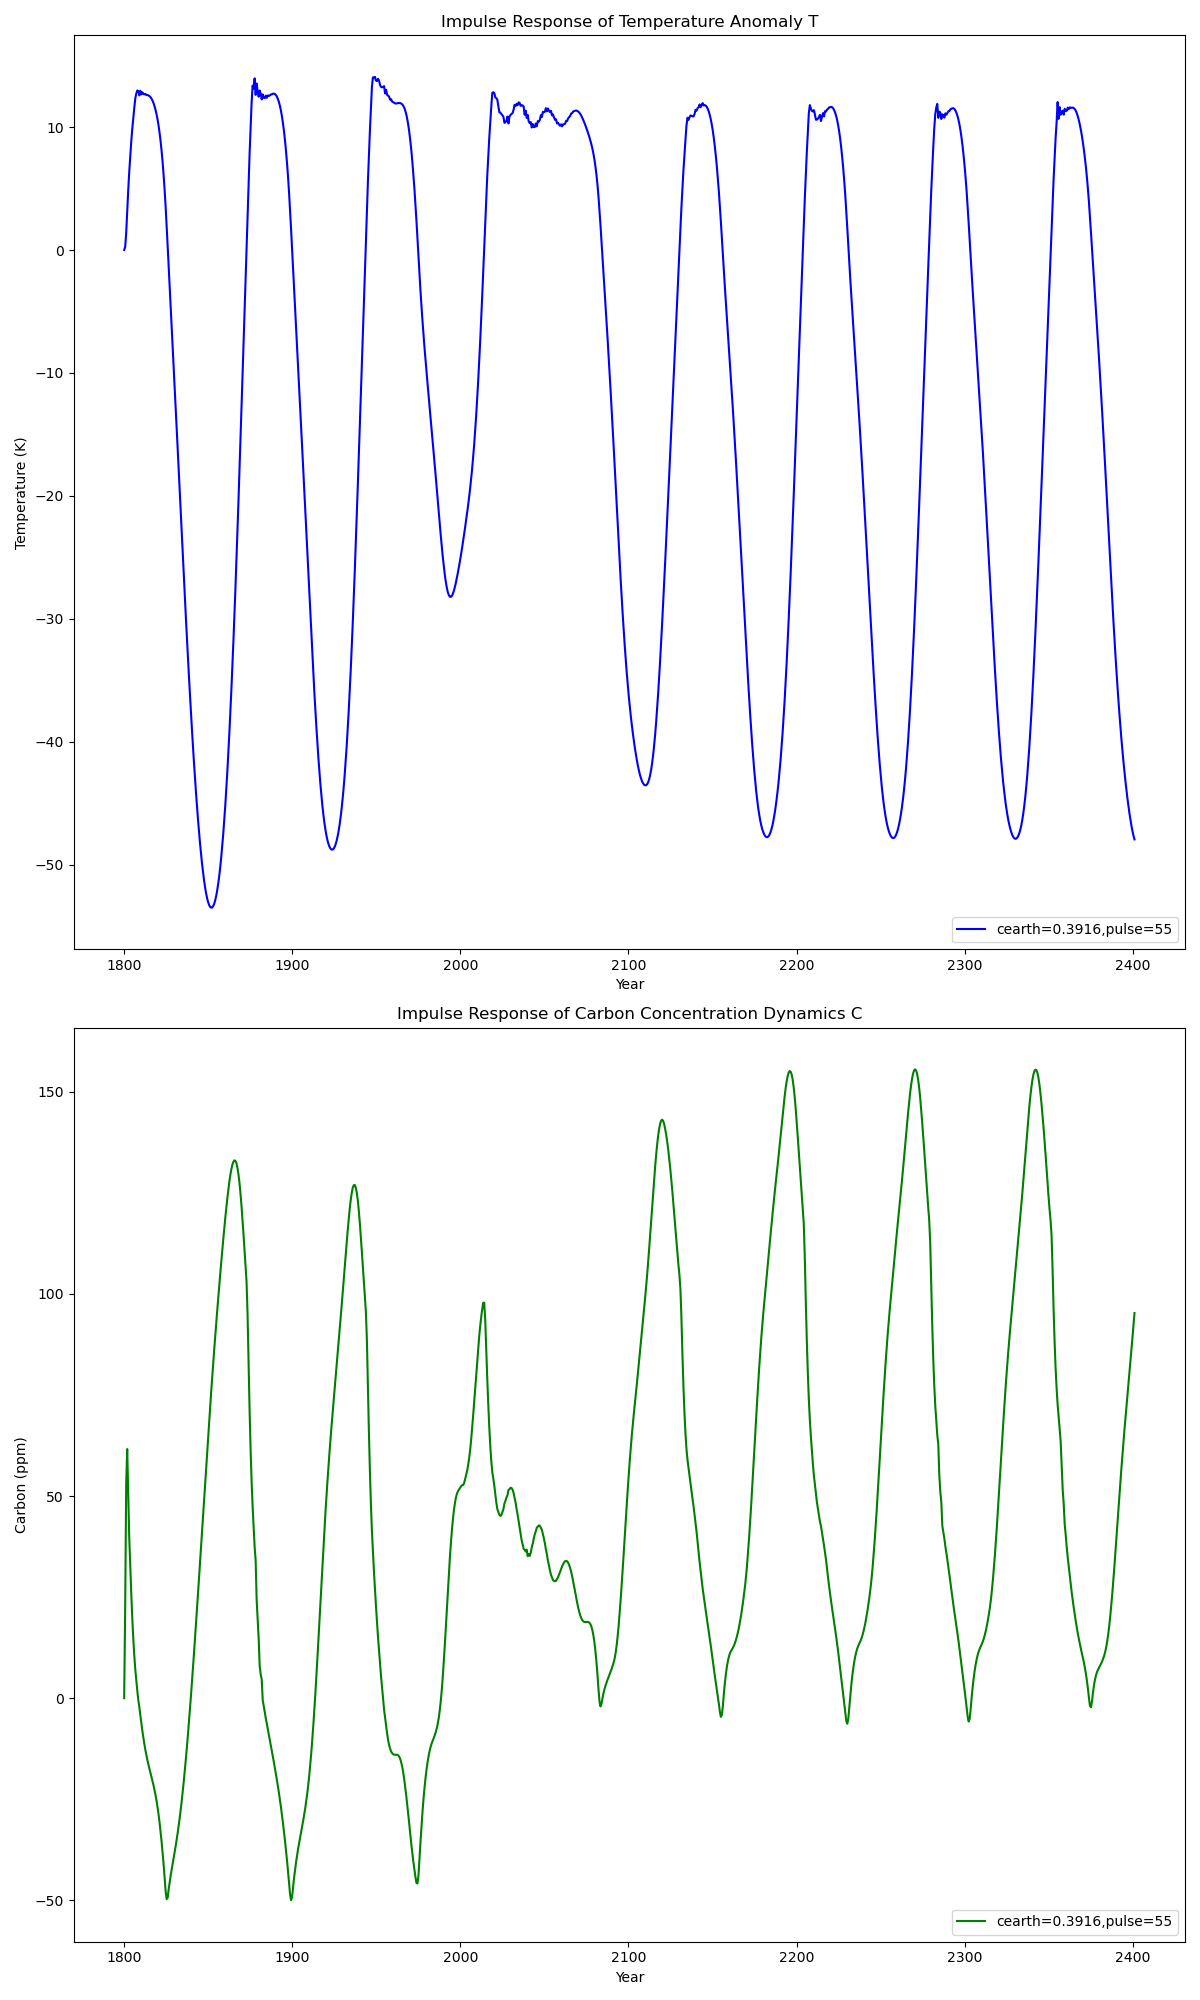 Impulse Response of Temperature Anomaly T
10
0
−10
−20
−30
−40
−50
Temperature (K)
1800 1900 2000 2100 2200 2300 2400
Year
cearth=0.3916,pulse=55
Impulse Response of Carbon Concentration Dynamics C
150
100
50
0
−50
Carbon (ppm)
1800 1900 2000 2100 2200 2300 2400
Year
cearth=0.3916,pulse=55